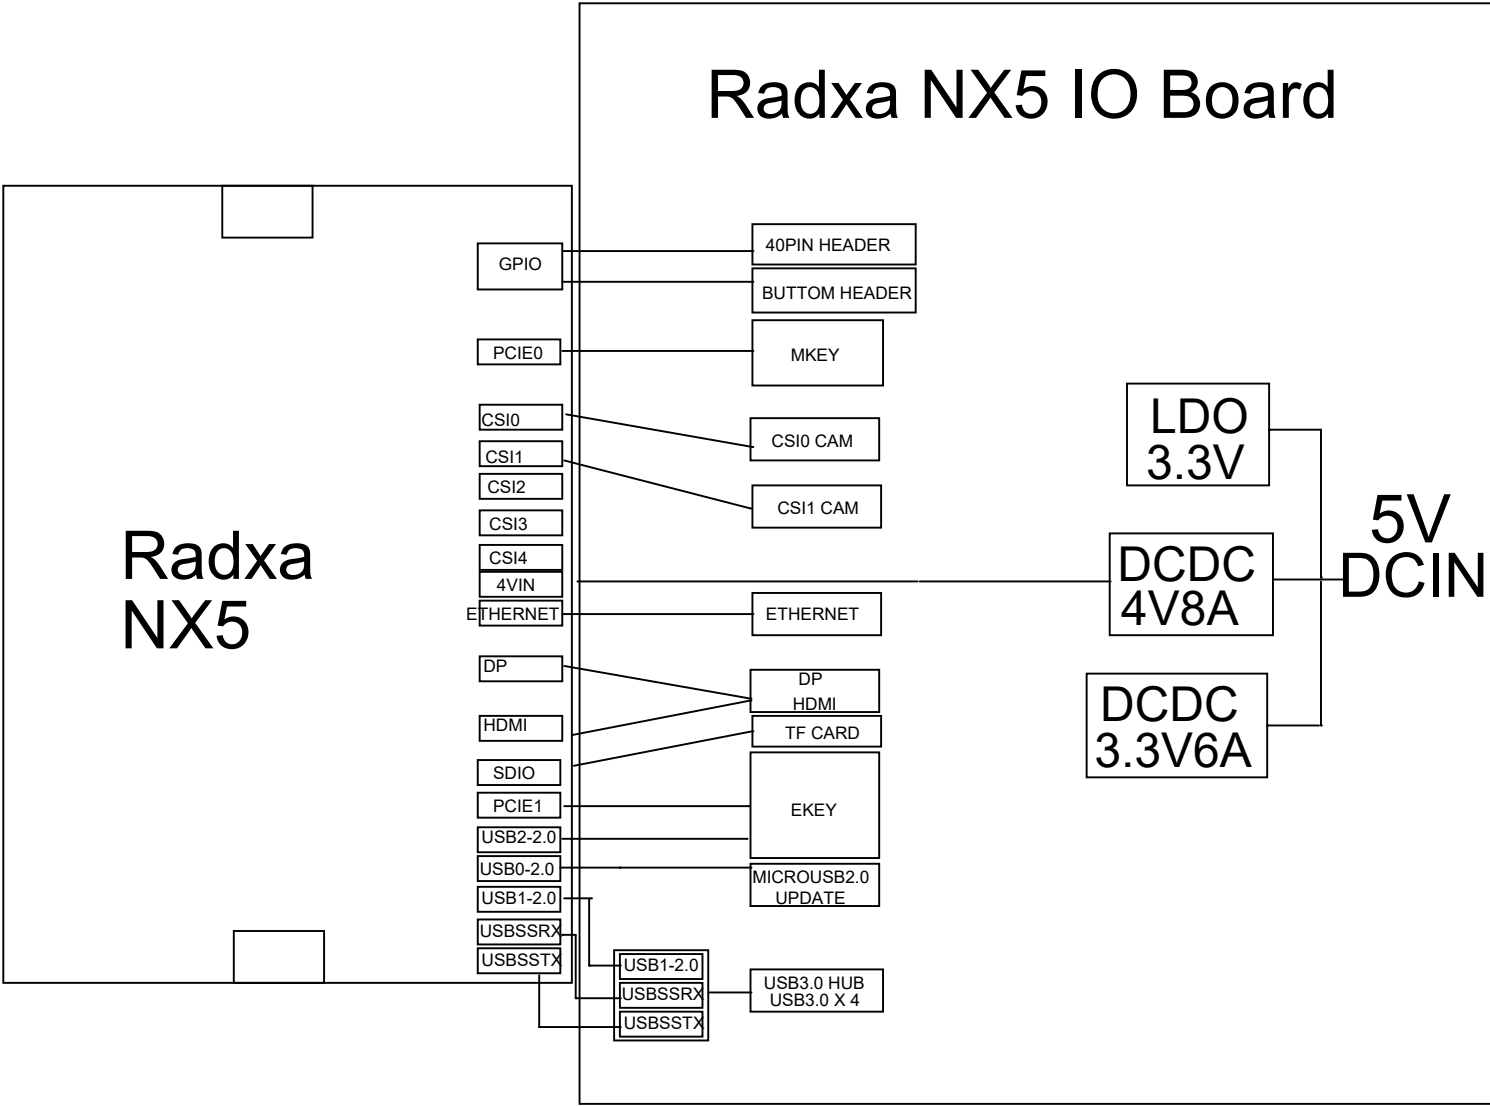 Radxa NX5 IO Board
Radxa
NX5
GPIO
PCIE0
CSI0
CSI1
CSI2
CSI3
CSI4
4VIN
ETHERNET
DP
HDMI
SDIO
PCIE1
USB2-2.0
USB0-2.0
USB1-2.0
USBSSRX
USBSSTX
40PIN HEADER
BUTTOM HEADER
MKEY
CSI0 CAM
CSI1 CAM
ETHERNET
DP
HDMI
TF CARD
EKEY
MICROUSB2.0
UPDATE
USB1-2.0
USBSSRX
USBSSTX
USB3.0 HUB
USB3.0 X 4
LDO
3.3V
DCDC
4V8A
DCDC
3.3V6A
5V
DCIN